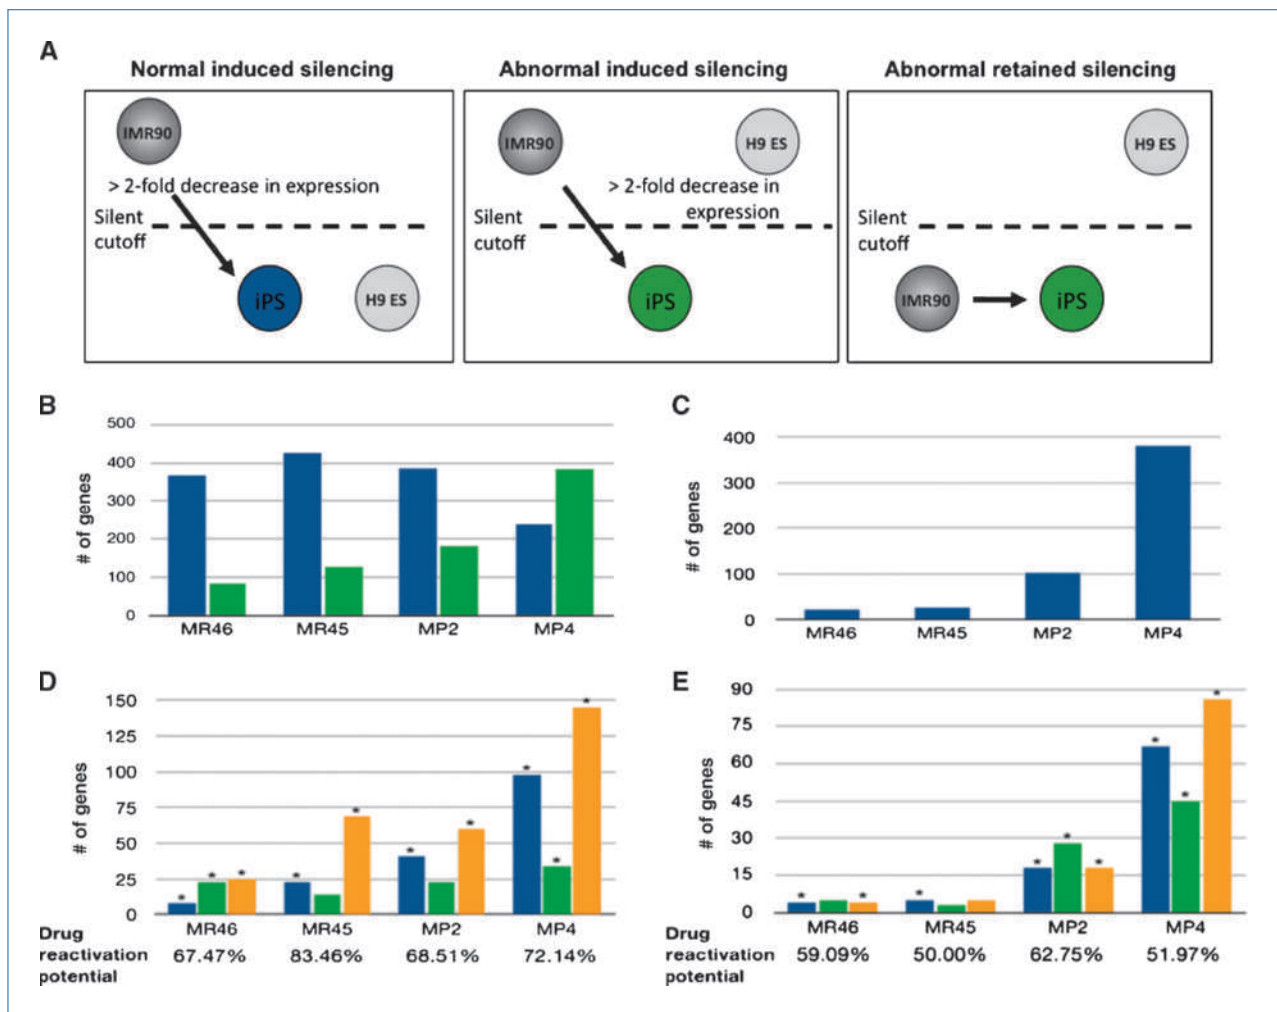 A
Normal induced silencing
Abnormal induced silencing
Abnormal retained silencing
IMR90
> 2-fold decrease in expression
Silent
cutoff
iPS
H9 ES
IMR90
H9 ES
> 2-fold decrease in
expression
Silent
cutoff
iPS
H9 ES
Silent
cutoff
IMR90
iPS
B
# of genes
500
400
300
200
100
0
MR46
MR45
MP2
MP4
C
# of genes
400
300
200
100
0
MR46
MR45
MP2
MP4
D
# of genes
150
125
100
75
50
25
0
* * *
* *
* *
* * *
MR46
MR45
MP2
MP4
Drug
reactivation
potential
67.47%
83.46%
68.51%
72.14%
E
# of genes
90
75
60
45
30
15
0
* *
*
* * *
* * *
MR46
MR45
MP2
MP4
Drug
reactivation
potential
59.09%
50.00%
62.75%
51.97%